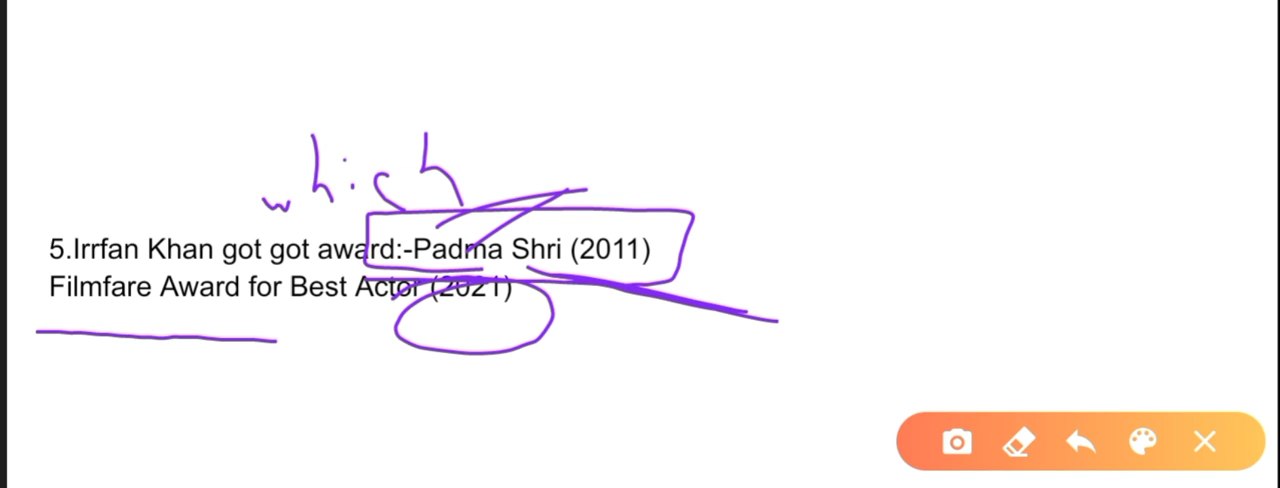 which
5.Irrfan Khan got got award:-Padma Shri (2011)
Filmfare Award for Best Actor (2021)